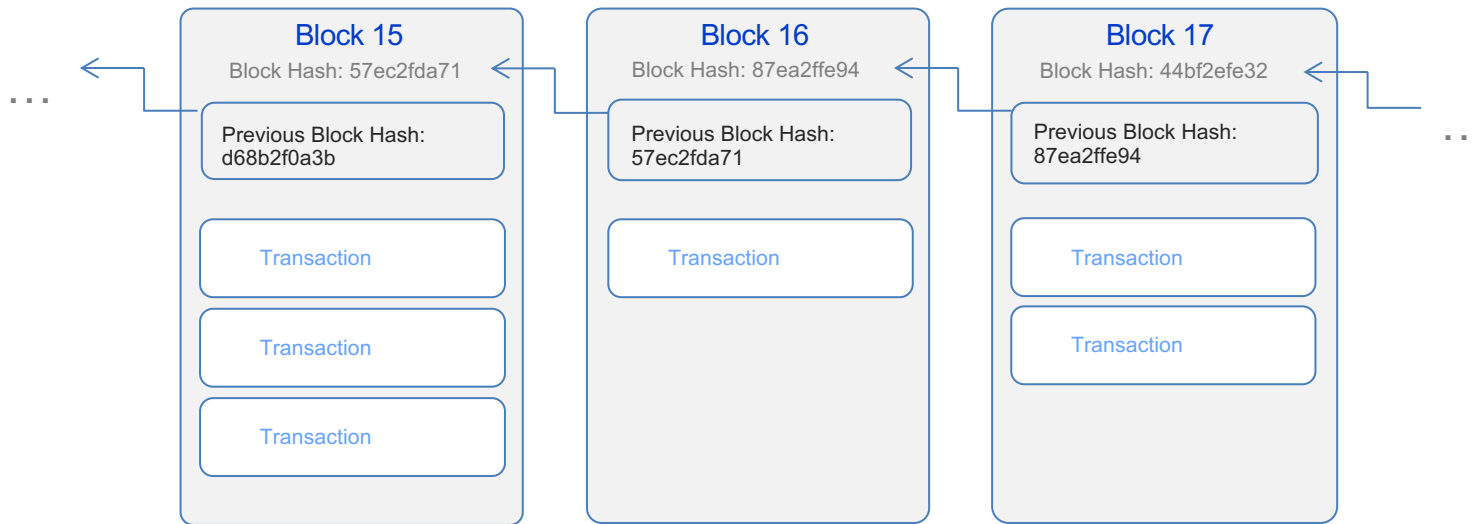 Block 15
Block Hash: 57ec2fda71
Previous Block Hash:
d68b2f0a3b
Transaction
Transaction
Transaction
Block 16
Block Hash: 87ea2ffe94
Previous Block Hash:
57ec2fda71
Transaction
Block 17
Block Hash: 44bf2efe32
Previous Block Hash:
87ea2ffe94
Transaction
Transaction
...
..